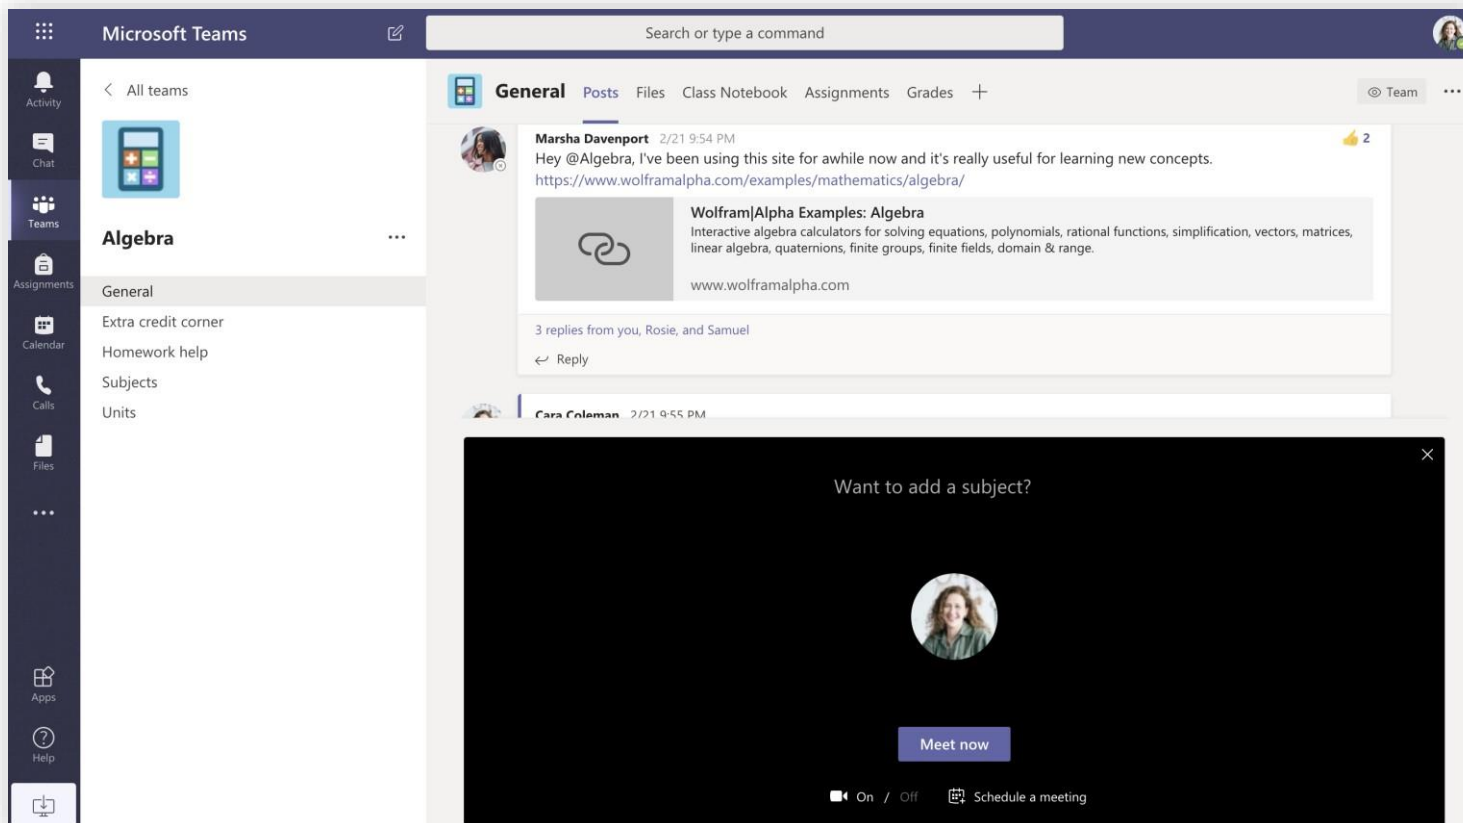 Microsoft Teams
Search or type a command
Activity
Chat
Teams
Assignments
Calendar
Calls
Files
Apps
Help
All teams
Algebra
General
Extra credit corner
Homework help
Subjects
Units
General Posts Files Class Notebook Assignments Grades
Team
Marsha Davenport 2/21 9:54 PM
2
Hey @Algebra, I've been using this site for awhile now and it's really useful for learning new concepts.
https://www.wolframalpha.com/examples/mathematics/algebra/
Wolfram|Alpha Examples: Algebra
Interactive algebra calculators for solving equations, polynomials, rational functions, simplification, vectors, matrices,
linear algebra, quaternions, finite groups, finite fields, domain & range.
www.wolframalpha.com
3 replies from you, Rosie, and Samuel
Reply
Cara Coleman 2/21 9:55 PM
Want to add a subject?
Meet now
On / Off Schedule a meeting